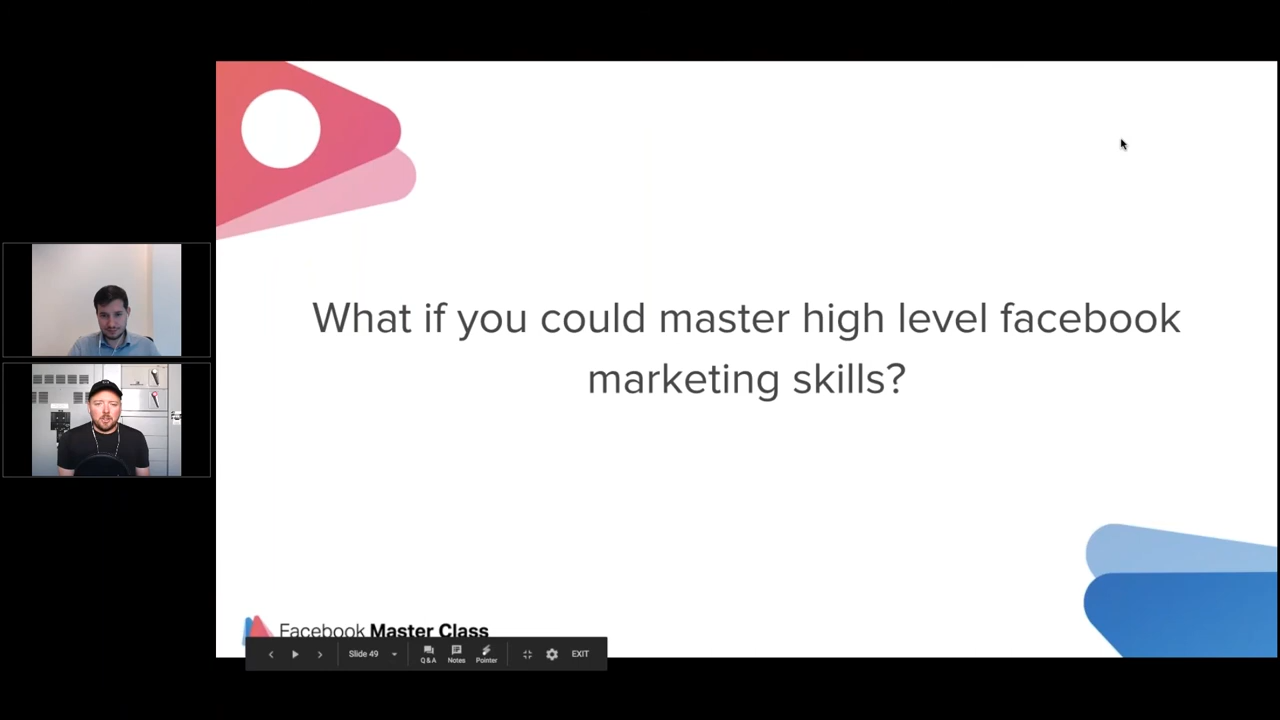 What if you could master high level facebook
marketing skills?
Facebook Master Class
Slide 49
Q&A
Notes
Pointer
EXIT